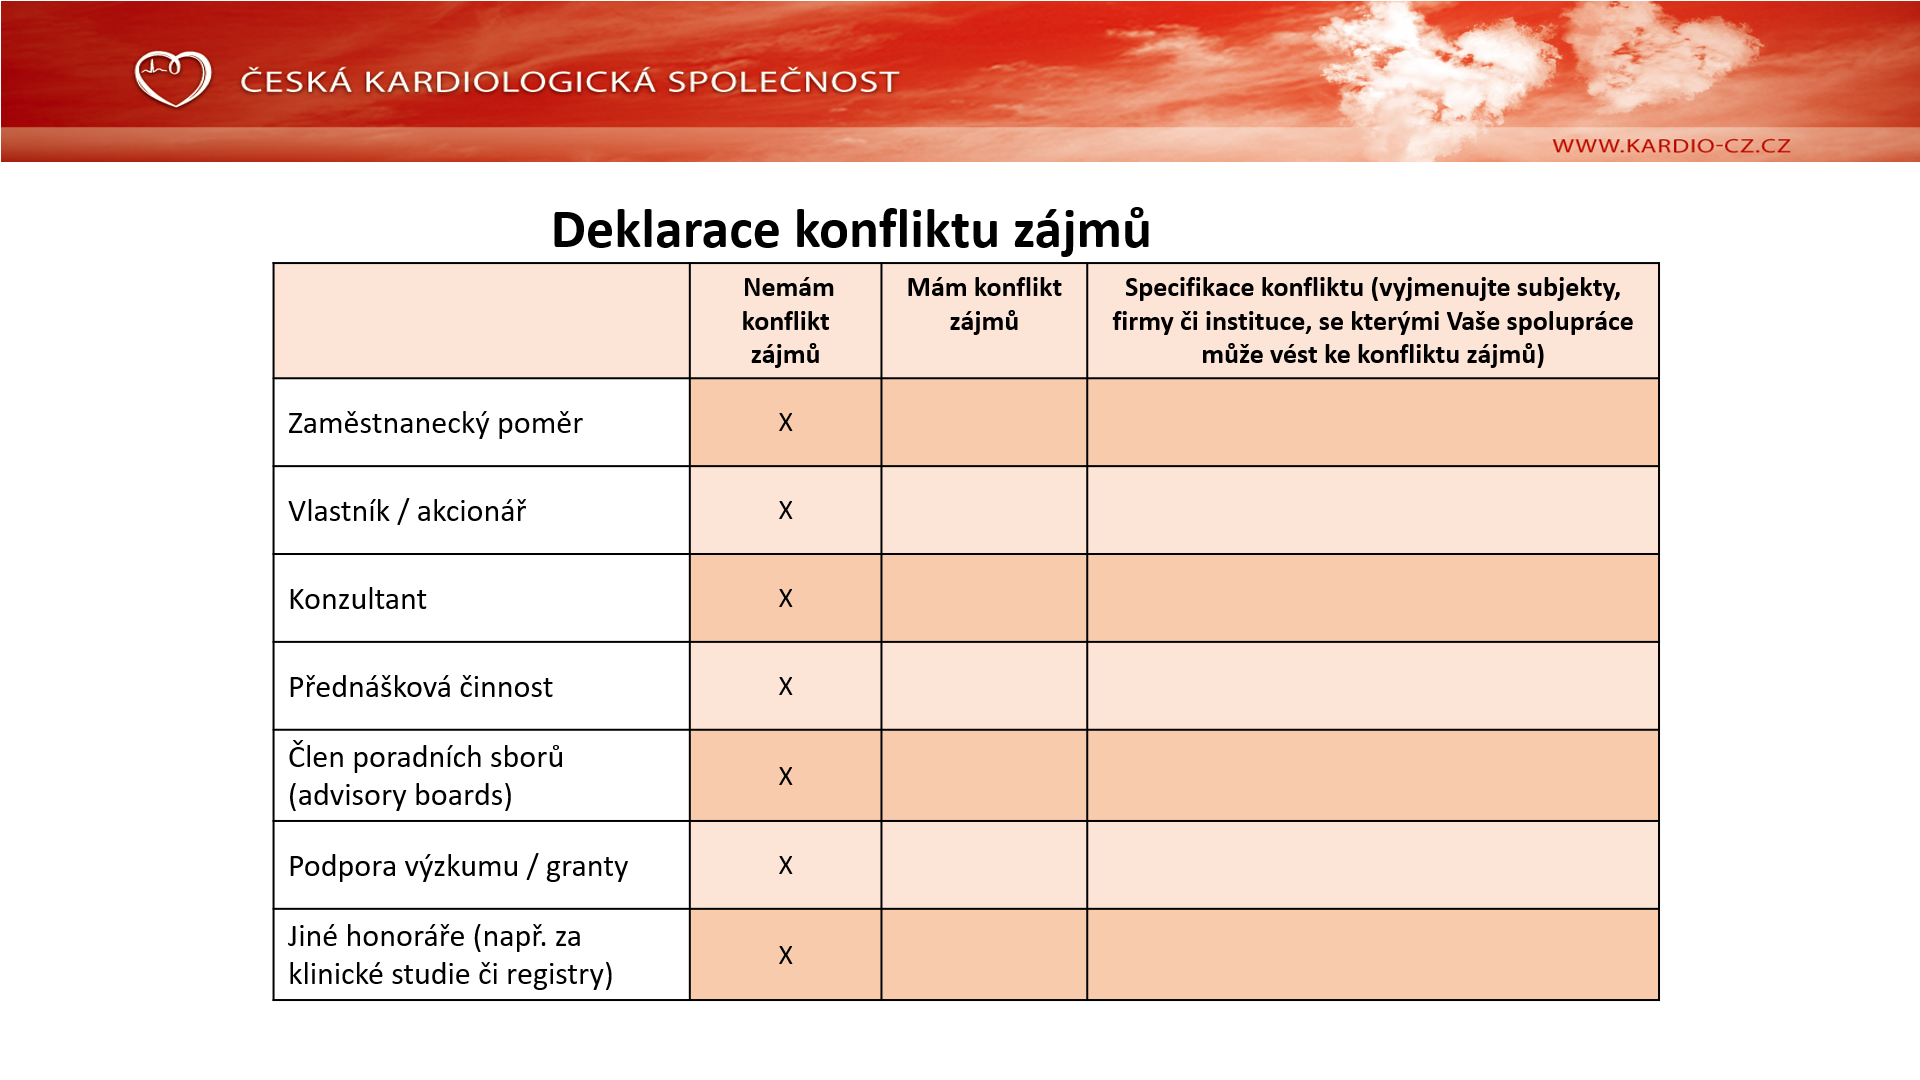 ČESKÁ KARDIOLOGICKÁ SPOLEČNOST
WWW.KARDIO-CZ.CZ
Deklarace konfliktu zájmů
Nemám
konflikt
zájmů
Mám konflikt
zájmů
Specifikace konfliktu (vyjmenujte subjekty,
firmy či instituce, se kterými Vaše spolupráce
může vést ke konfliktu zájmů)
Zaměstnanecký poměr X
Vlastník / akcionář X
Konzultant X
Přednášková činnost X
Člen poradních sborů
(advisory boards) X
Podpora výzkumu / granty X
Jiné honoráře (např. za
klinické studie či registry) X